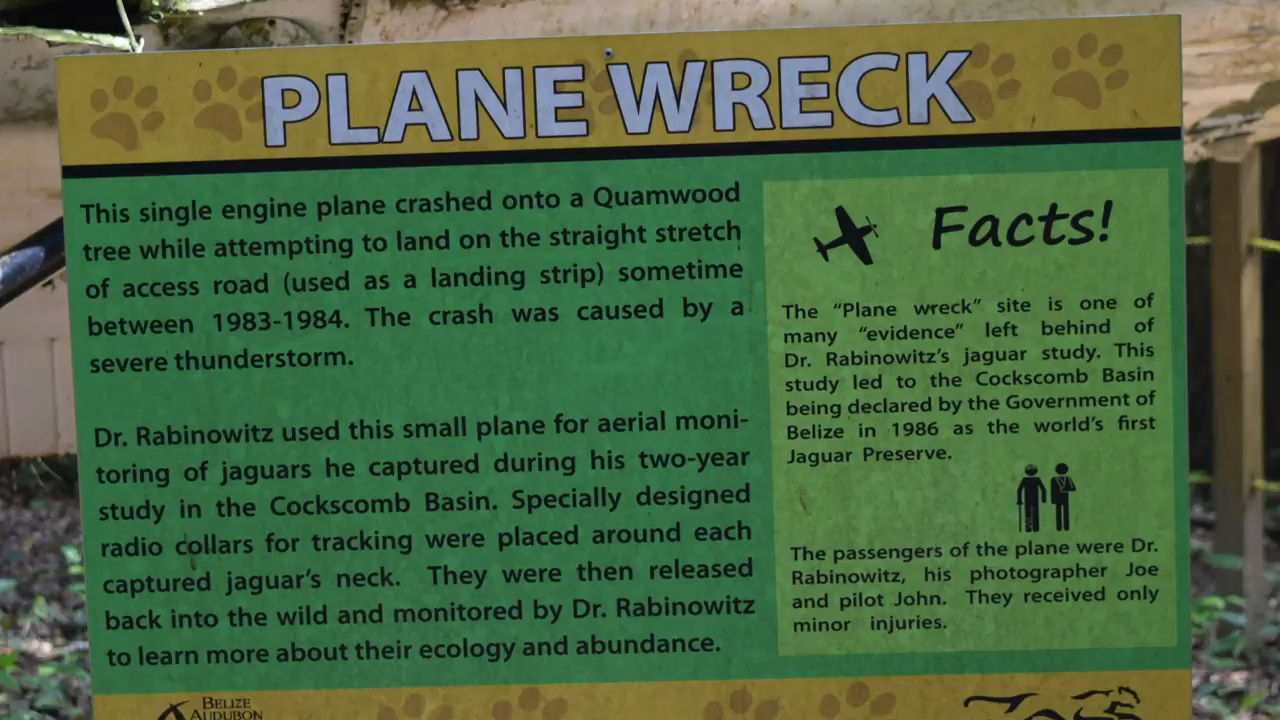 PLANE WRECK
This single engine plane crashed onto a Quamwood
tree while attempting to land on the straight stretch
of access road (used as a landing strip) sometime
between 1983-1984. The crash was caused by a
severe thunderstorm.
Dr. Rabinowitz used this small plane for aerial moni-
toring of jaguars he captured during his two-year
study in the Cockscomb Basin. Specially designed
radio collars for tracking were placed around each
captured jaguar's neck. They were then released
back into the wild and monitored by Dr. Rabinowitz
to learn more about their ecology and abundance.
Facts!
The “Plane wreck” site is one of
many “evidence” left behind of
Dr. Rabinowitz's jaguar study. This
study led to the Cockscomb Basin
being declared by the Government of
Belize in 1986 as the world's first
Jaguar Preserve.
The passengers of the plane were Dr.
Rabinowitz, his photographer Joe
and pilot John. They received only
minor injuries.
BELIZE
AUDUBON